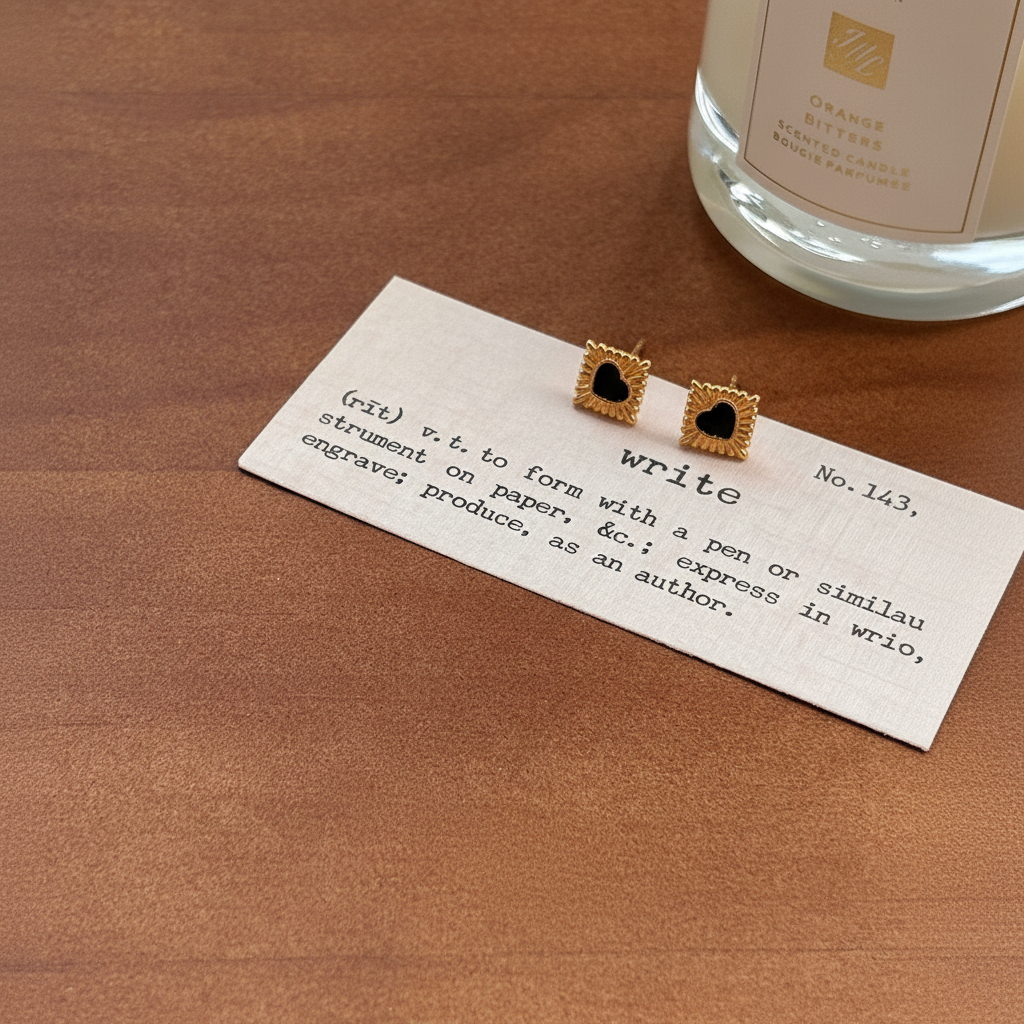 ORANGE
BITTERS
SCENTED CANDLE
BOUGIE PARFUMÉE
write
No. 143,
(rīt) v. t. to form with a pen or similau
strument on paper, &c.; express in wrio,
engrave; produce, as an author.